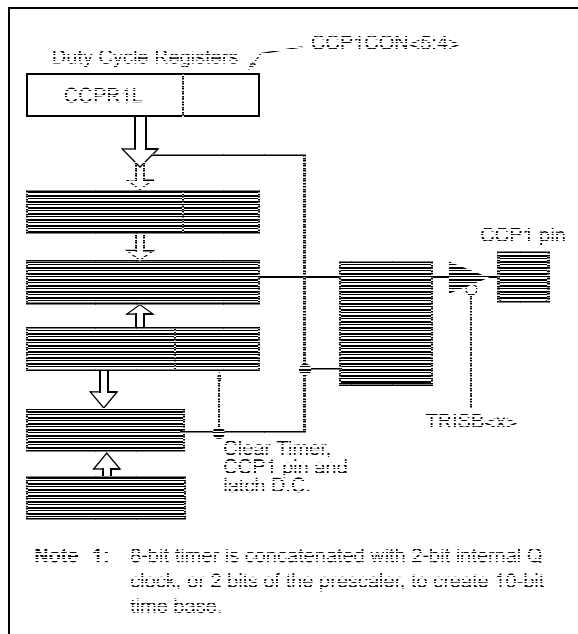 CCP1CON<5:4>
Duty Cycle Registers
CCPR1L
CCP1 pin
TRISB<x>
Clear Timer,
CCP1 pin and
latch D.C.
Note 1: 8-bit timer is concatenated with 2-bit internal Q
clock, or 2 bits of the prescaler, to create 10-bit
time base.